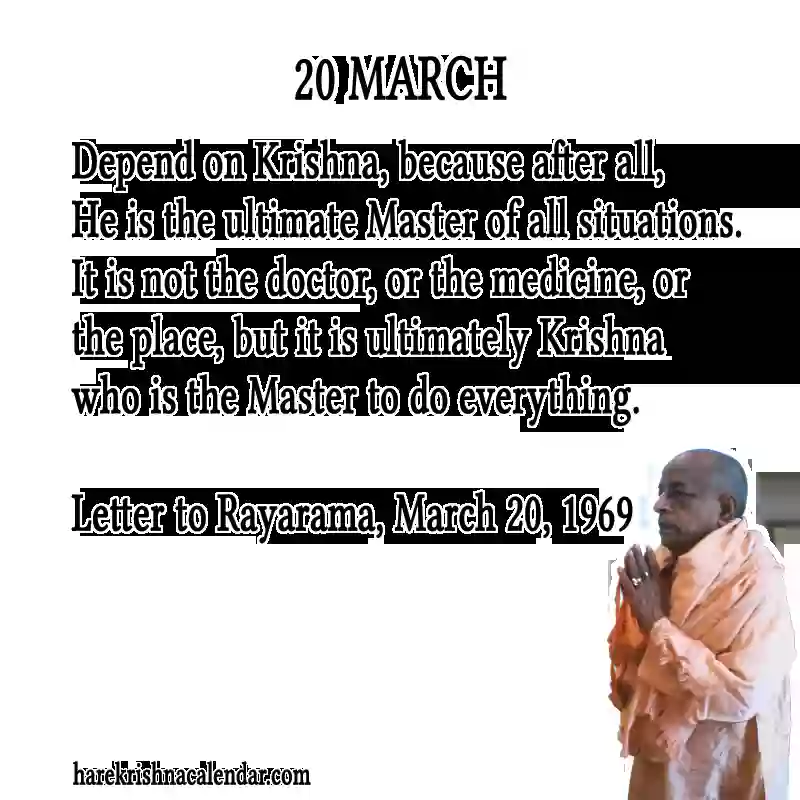 20 MARCH
Depend on Krishna, because after all,
He is the ultimate Master of all situations.
It is not the doctor, or the medicine, or
the place, but it is ultimately Krishna
who is the Master to do everything.
Letter to Rayarama, March 20, 1969
harekrishnacalendar.com